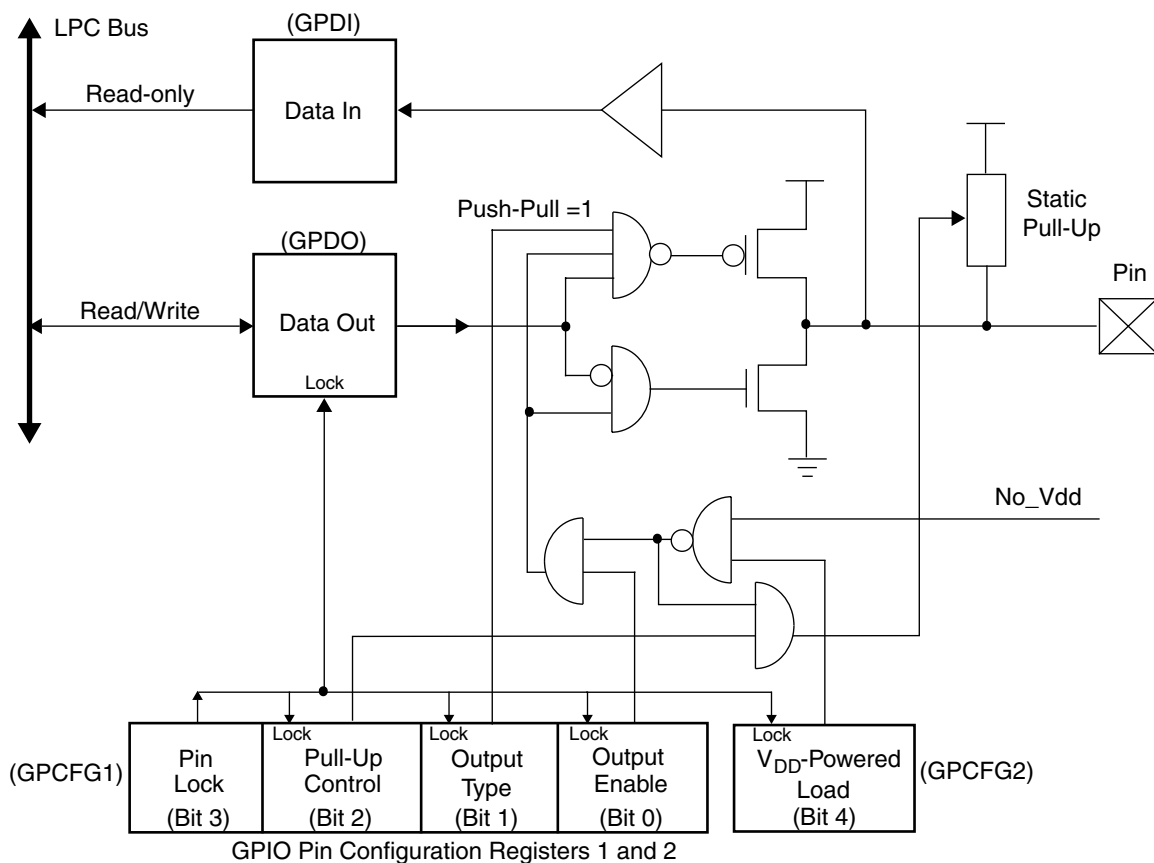 LPC Bus
(GPDI)
Read-only
Data In
Push-Pull =1
Static
Pull-Up
(GPDO)
Pin
Read/Write
Data Out
Lock
No_Vdd
(GPCFG1)
Pin
Lock
(Bit 3)
Lock
Pull-Up
Control
(Bit 2)
Lock
Output
Type
(Bit 1)
Lock
Output
Enable
(Bit 0)
Lock
VDD-Powered
Load
(Bit 4)
(GPCFG2)
GPIO Pin Configuration Registers 1 and 2